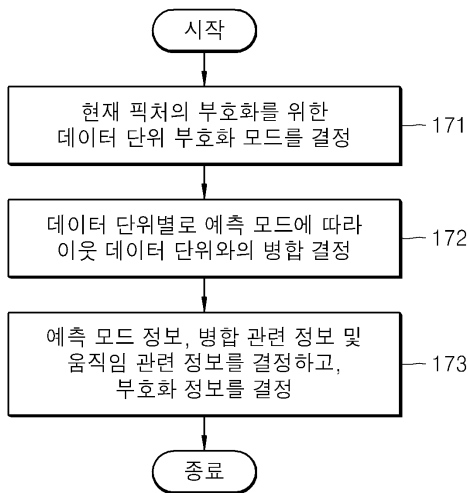 시작
현재 픽처의 부호화를 위한
데이터 단위 부호화 모드를 결정
171
데이터 단위별로 예측 모드에 따라
이웃 데이터 단위와의 병합 결정
172
예측 모드 정보, 병합 관련 정보 및
움직임 관련 정보를 결정하고,
부호화 정보를 결정
173
종료